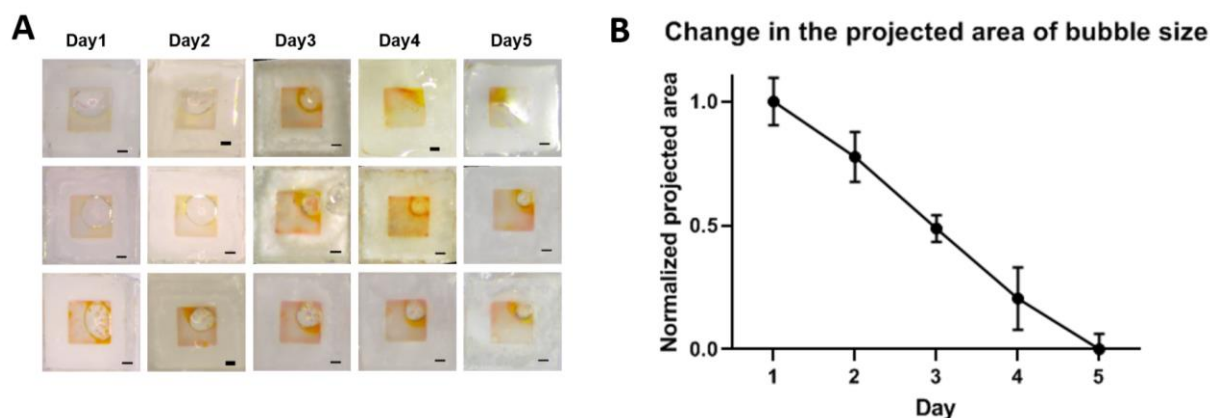 A
Day1 Day2 Day3 Day4 Day5
B Change in the projected area of bubble size
Normalized projected area
1.0
0.5
0.0
1 2 3 4 5
Day